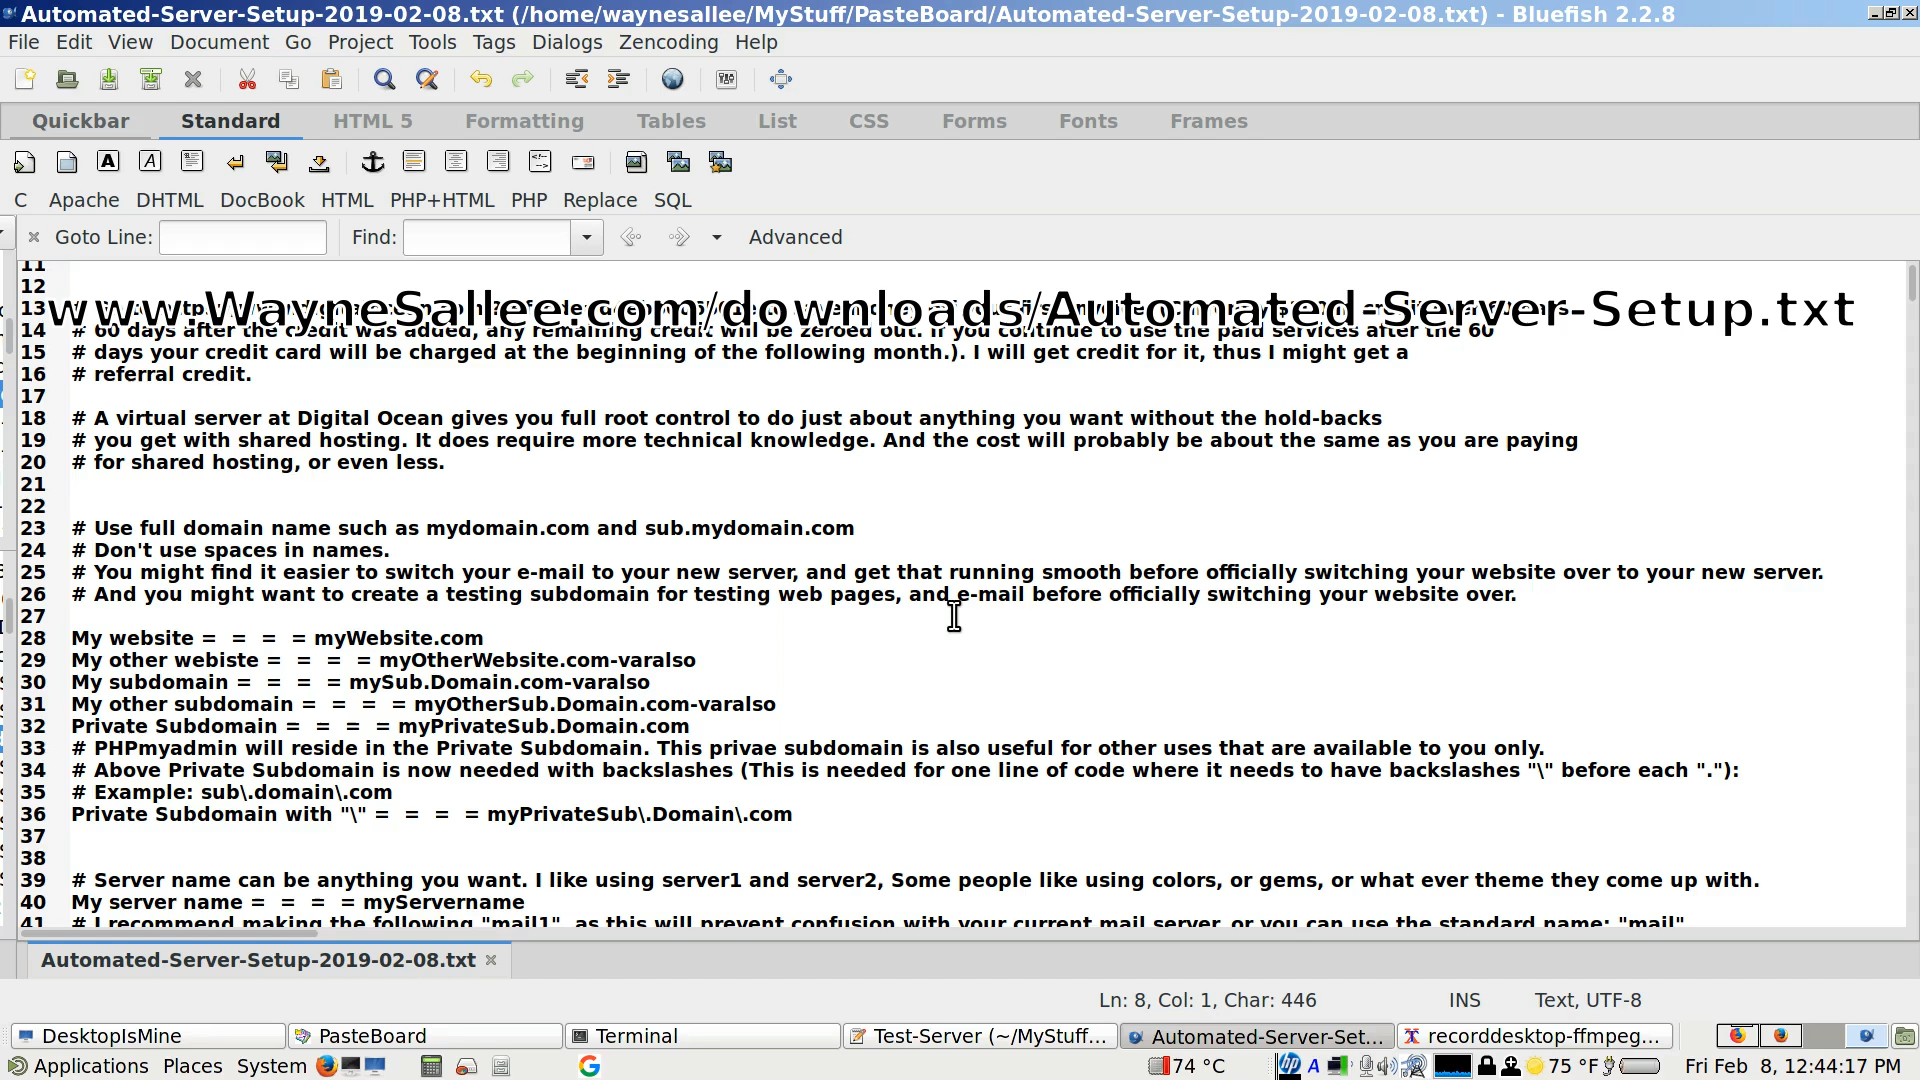 Automated-Server-Setup-2019-02-08.txt (/home/waynesallee/MyStuff/PasteBoard/Automated-Server-Setup-2019-02-08.txt) - Bluefish 2.2.8
File Edit View Document Go Project Tools Tags Dialogs Zencoding Help
Quickbar Standard HTML 5 Formatting Tables List CSS Forms Fonts Frames
C Apache DHTML DocBook HTML PHP+HTML PHP Replace SQL
Goto Line: Find: Advanced
11
12
www.WayneSallee.com/downloads/Automated-Server-Setup.txt
13
14 # 60 days after the credit was added, any remaining credit will be zeroed out. If you continue to use the paid services after the 60
15 # days your credit card will be charged at the beginning of the following month.). I will get credit for it, thus I might get a
16 # referral credit.
17
18 # A virtual server at Digital Ocean gives you full root control to do just about anything you want without the hold-backs
19 # you get with shared hosting. It does require more technical knowledge. And the cost will probably be about the same as you are paying
20 # for shared hosting, or even less.
21
22
23 # Use full domain name such as mydomain.com and sub.mydomain.com
24 # Don't use spaces in names.
25 # You might find it easier to switch your e-mail to your new server, and get that running smooth before officially switching your website over to your new server.
26 # And you might want to create a testing subdomain for testing web pages, and e-mail before officially switching your website over.
27
28 My website = = = = myWebsite.com
29 My other webiste = = = = myOtherWebsite.com-varalso
30 My subdomain = = = = mySub.Domain.com-varalso
31 My other subdomain = = = = myOtherSub.Domain.com-varalso
32 Private Subdomain = = = = myPrivateSub.Domain.com
33 # PHPmyadmin will reside in the Private Subdomain. This privae subdomain is also useful for other uses that are available to you only.
34 # Above Private Subdomain is now needed with backslashes (This is needed for one line of code where it needs to have backslashes "\" before each "."):
35 # Example: sub\.domain\.com
36 Private Subdomain with "\" = = = = myPrivateSub\.Domain\.com
37
38
39 # Server name can be anything you want. I like using server1 and server2, Some people like using colors, or gems, or what ever theme they come up with.
40 My server name = = = = myServername
41 # I recommend making the following "mail1", as this will prevent confusion with your current mail server, or you can use the standard name: "mail"
Automated-Server-Setup-2019-02-08.txt
Ln: 8, Col: 1, Char: 446 INS Text, UTF-8
DesktopIsMine PasteBoard Terminal Test-Server (~/MyStuff... Automated-Server-Set... recorddesktop-ffmpeg...
Applications Places System 74 °C A 75 °F Fri Feb 8, 12:44:17 PM